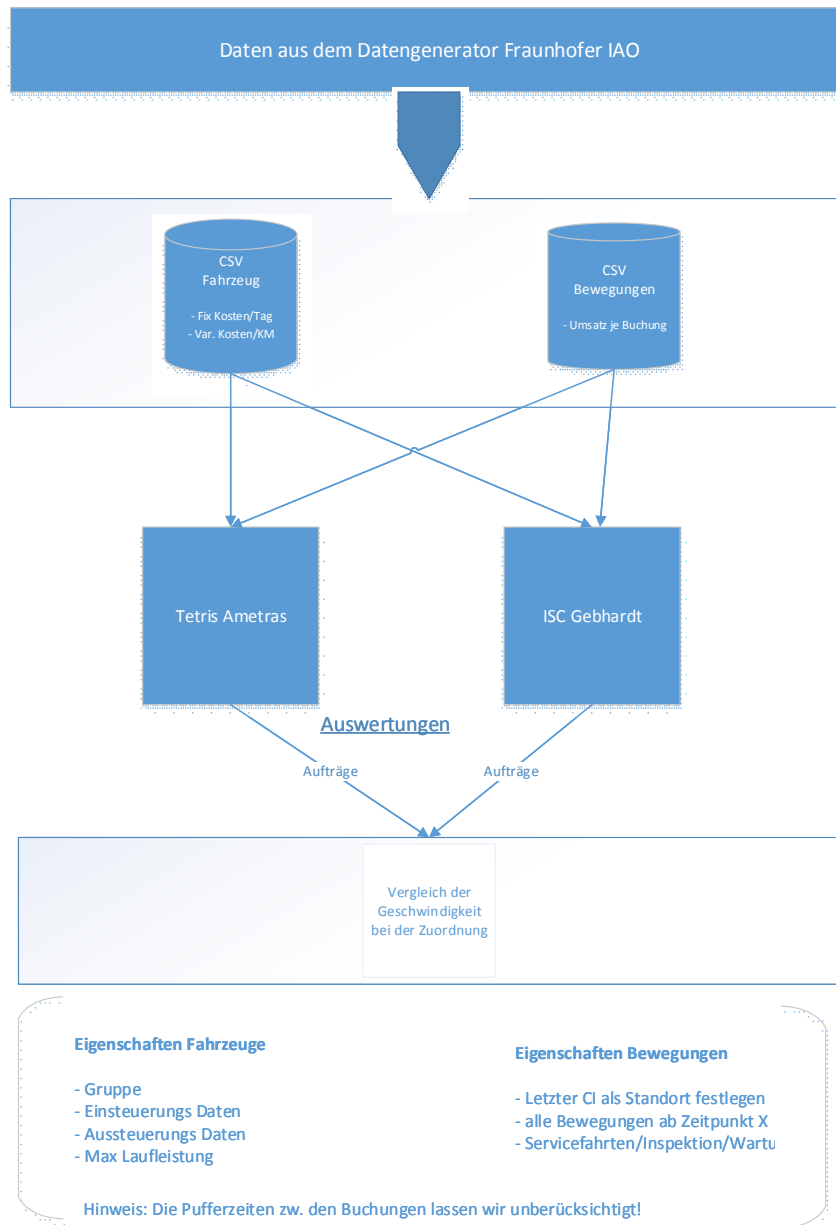 Daten aus dem Datengenerator Fraunhofer IAO
CSV
Fahrzeug
- Fix Kosten/Tag
- Var. Kosten/KM
CSV
Bewegungen
- Umsatz je Buchung
Tetris Ametras
ISC Gebhardt
Auswertungen
Aufträge
Aufträge
Vergleich der
Geschwindigkeit
bei der Zuordnung
Eigenschaften Fahrzeuge
- Gruppe
- Einsteuerungs Daten
- Aussteuerungs Daten
- Max Laufleistung
Eigenschaften Bewegungen
- Letzter CI als Standort festlegen
- alle Bewegungen ab Zeitpunkt X
- Servicefahrten/Inspektion/Wartu
Hinweis: Die Pufferzeiten zw. den Buchungen lassen wir unberücksichtigt!